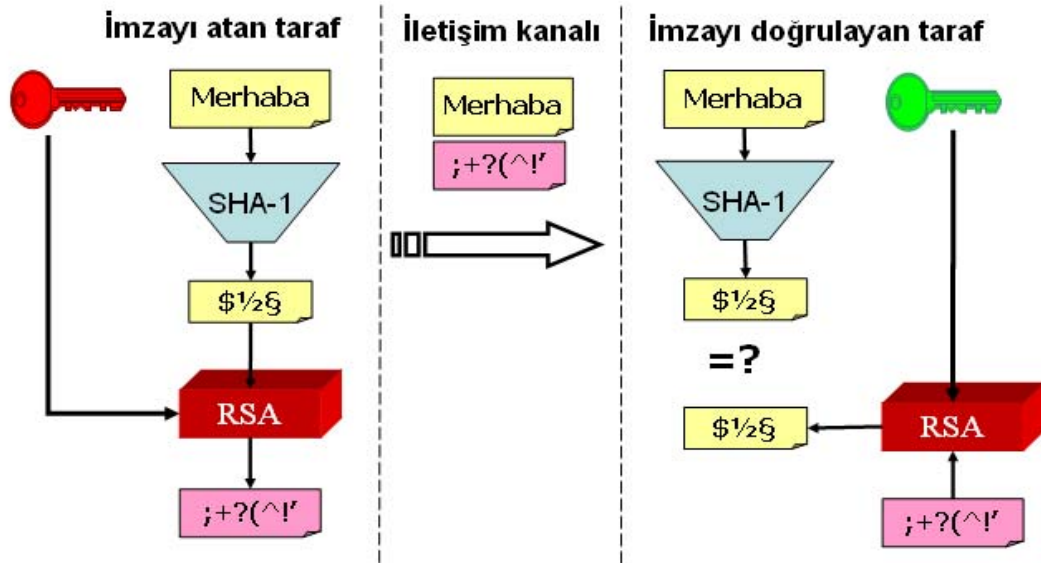 İmzayı atan taraf
Merhaba
SHA-1
$½§
RSA
;+?(^!'
İletişim kanalı
Merhaba
;+?(^!'
İmzayı doğrulayan taraf
Merhaba
SHA-1
$½§
=?
$½§
RSA
;+?(^!'